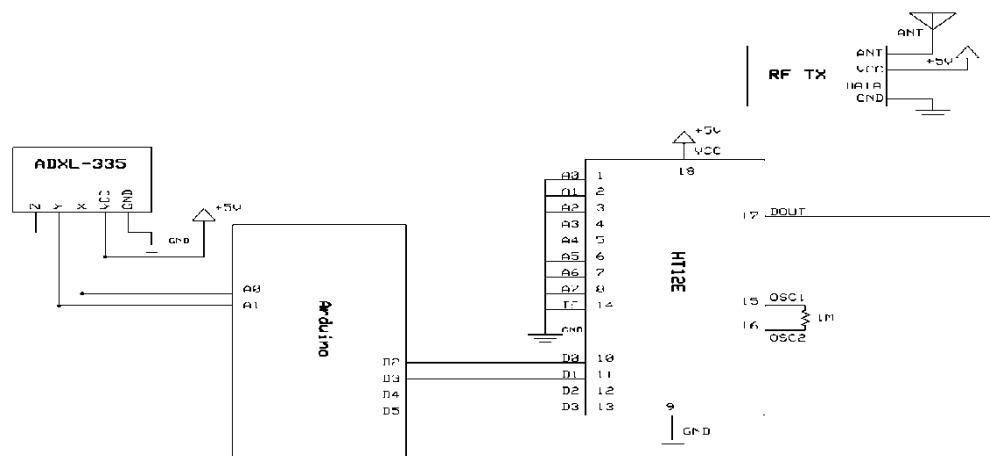 ANT
ANT
RF TX
VCC
+5V
DATA
GND
+5V
VCC
18
ADXL-335
Z Y X VCC GND
+5V
GND
A0 1
A1 2
A2 3
A3 4
A4 5
A5 6
A6 7
A7 8
TE 14
GND
17 DOUT
HT12E
15 OSC1
1M
16 OSC2
A0
A1
Arduino
D2
D3
D4
D5
D0 10
D1 11
D2 12
D3 13
9
GND